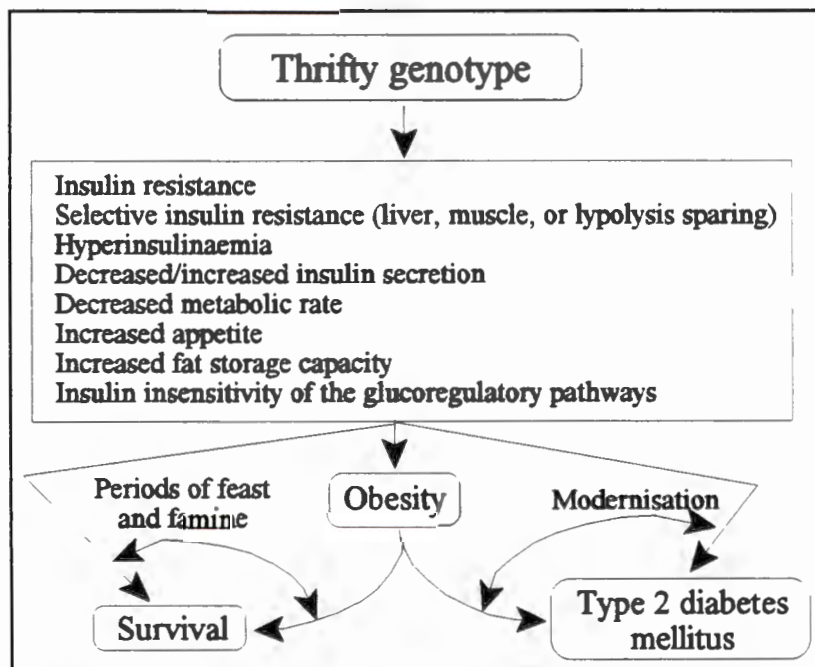 Thrifty genotype
Insulin resistance
Selective insulin resistance (liver, muscle, or lypolysis sparing)
Hyperinsulinaemia
Decreased/increased insulin secretion
Decreased metabolic rate
Increased appetite
Increased fat storage capacity
Insulin insensitivity of the glucoregulatory pathways
Periods of feast
and famine
Obesity
Modernisation
Survival
Type 2 diabetes
mellitus